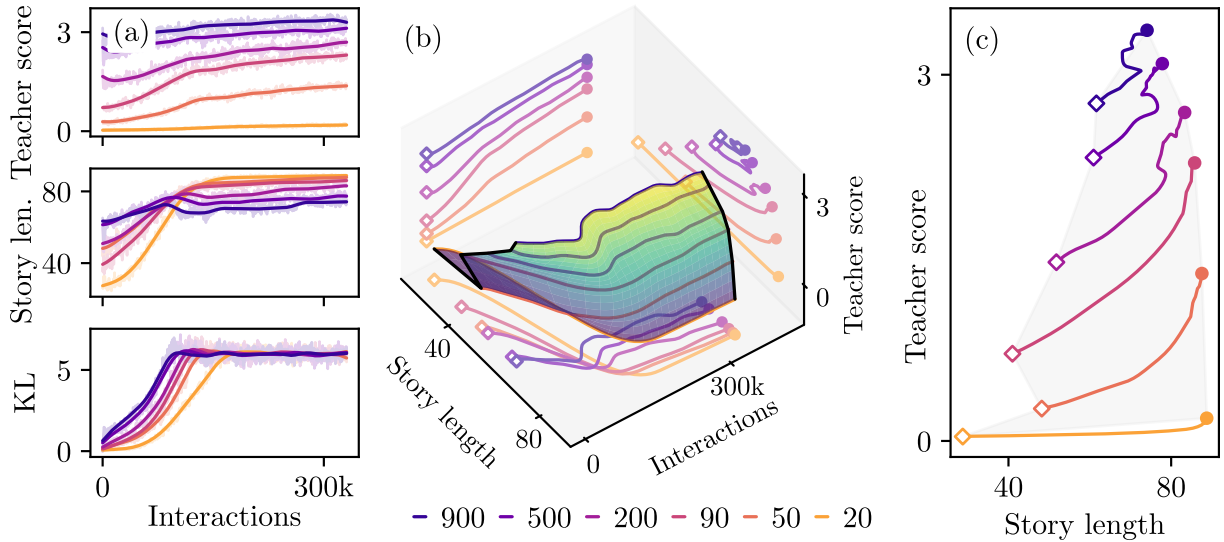 (a)
Teacher score
3
0
Story len.
80
40
KL
5
0
0
300k
Interactions
(b)
Teacher score
3
0
Story length
40
80
Interactions
0
300k
900
500
200
90
50
20
(c)
Teacher score
3
0
40
80
Story length